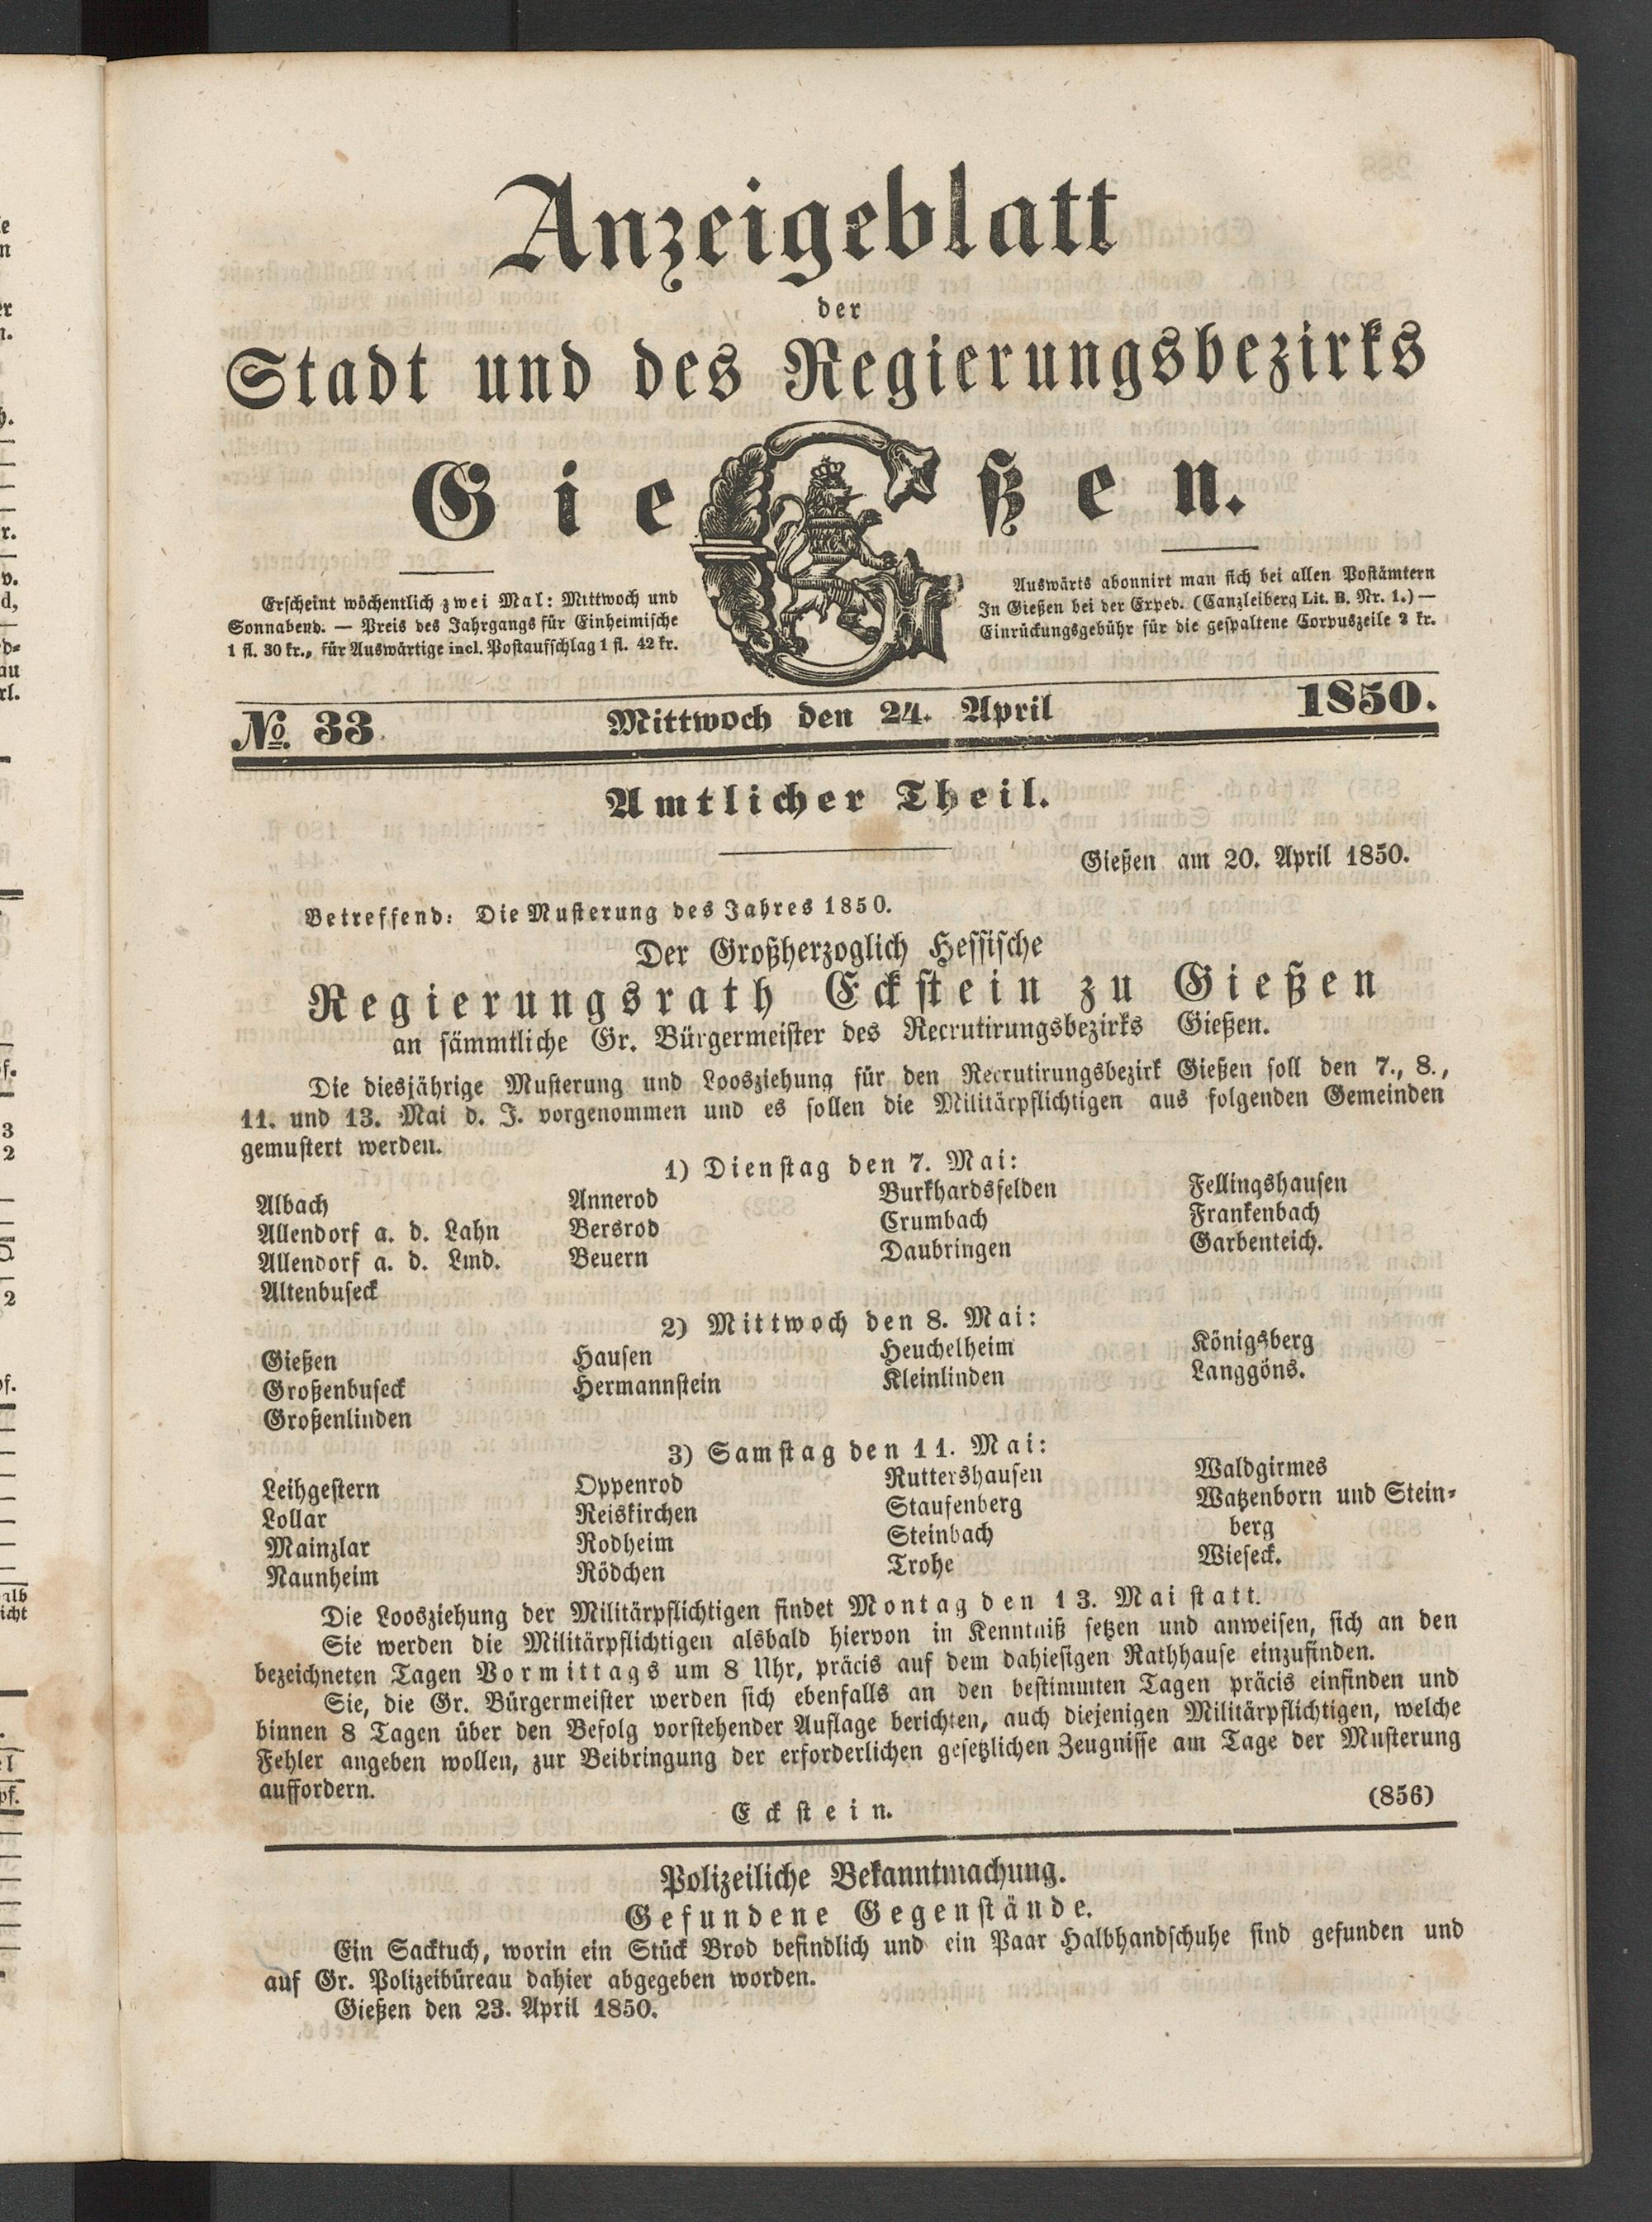 Anzeigeblatt
der
Stadt und des Regierungsbezirks
Gießen.
Erscheint wöchentlich zwei Mal: Mittwoch und
Sonnabend. — Preis des Jahrgangs für Einheimische
1 fl. 30 kr., für Auswärtige incl. Postaufschlag 1 fl. 42 kr.
Auswärts abonnirt man sich bei allen Postämtern
In Gießen bei der Exped. (Canzleiberg Lit. B. Nr. 1.) —
Einrückungsgebühr für die gespaltene Corpuszeile 2 kr.
No. 33. Mittwoch den 24. April 1850.
Amtlicher Theil.
Gießen am 20. April 1850.
Betreffend: Die Musterung des Jahres 1850.
Der Großherzoglich Hessische
Regierungsrath Eckstein zu Gießen
an sämmtliche Gr. Bürgermeister des Recrutirungsbezirks Gießen.
Die diesjährige Musterung und Loosziehung für den Recrutirungsbezirk Gießen soll den 7., 8.,
11. und 13. Mai d. J. vorgenommen und es sollen die Militärpflichtigen aus folgenden Gemeinden
gemustert werden.
1) Dienstag den 7. Mai:
Albach Annerod Burkhardsfelden Fellingshausen
Allendorf a. d. Lahn Bersrod Crumbach Frankenbach
Allendorf a. d. Lmd. Beuern Daubringen Garbenteich.
Altenbuseck
2) Mittwoch den 8. Mai:
Gießen Hausen Heuchelheim Königsberg
Großenbuseck Hermannstein Kleinlinden Langgöns.
Großenlinden
3) Samstag den 11. Mai:
Leihgestern Oppenrod Ruttershausen Waldgirmes
Lollar Reiskirchen Staufenberg Watzenborn und Stein-
Mainzlar Rodheim Steinbach berg
Naunheim Rödchen Trohe Wieseck.
Die Loosziehung der Militärpflichtigen findet Montag den 13. Mai statt.
Sie werden die Militärpflichtigen alsbald hiervon in Kenntniß setzen und anweisen, sich an den
bezeichneten Tagen Vormittags um 8 Uhr, präcis auf dem dahiesigen Rathhause einzufinden.
Sie, die Gr. Bürgermeister werden sich ebenfalls an den bestimmten Tagen präcis einfinden und
binnen 8 Tagen über den Befolg vorstehender Auflage berichten, auch diejenigen Militärpflichtigen, welche
Fehler angeben wollen, zur Beibringung der erforderlichen gesetzlichen Zeugnisse am Tage der Musterung
auffordern.
Eckstein. (856)
Polizeiliche Bekanntmachung.
Gefundene Gegenstände.
Ein Sacktuch, worin ein Stück Brod befindlich und ein Paar Halbhandschuhe sind gefunden und
auf Gr. Polizeibüreau dahier abgegeben worden.
Gießen den 23. April 1850.